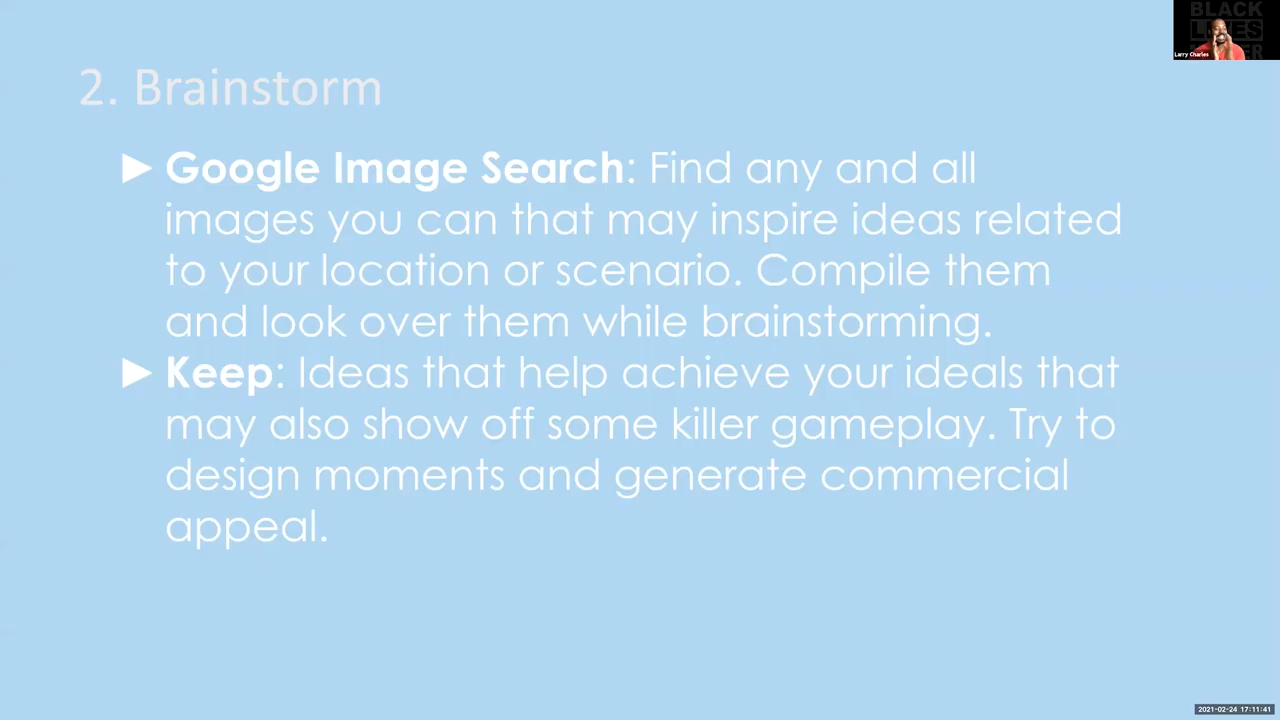 BLACK
LIVES
Larry Charles
2. Brainstorm
► Google Image Search: Find any and all
images you can that may inspire ideas related
to your location or scenario. Compile them
and look over them while brainstorming.
► Keep: Ideas that help achieve your ideals that
may also show off some killer gameplay. Try to
design moments and generate commercial
appeal.
2021-02-24 17:11:41